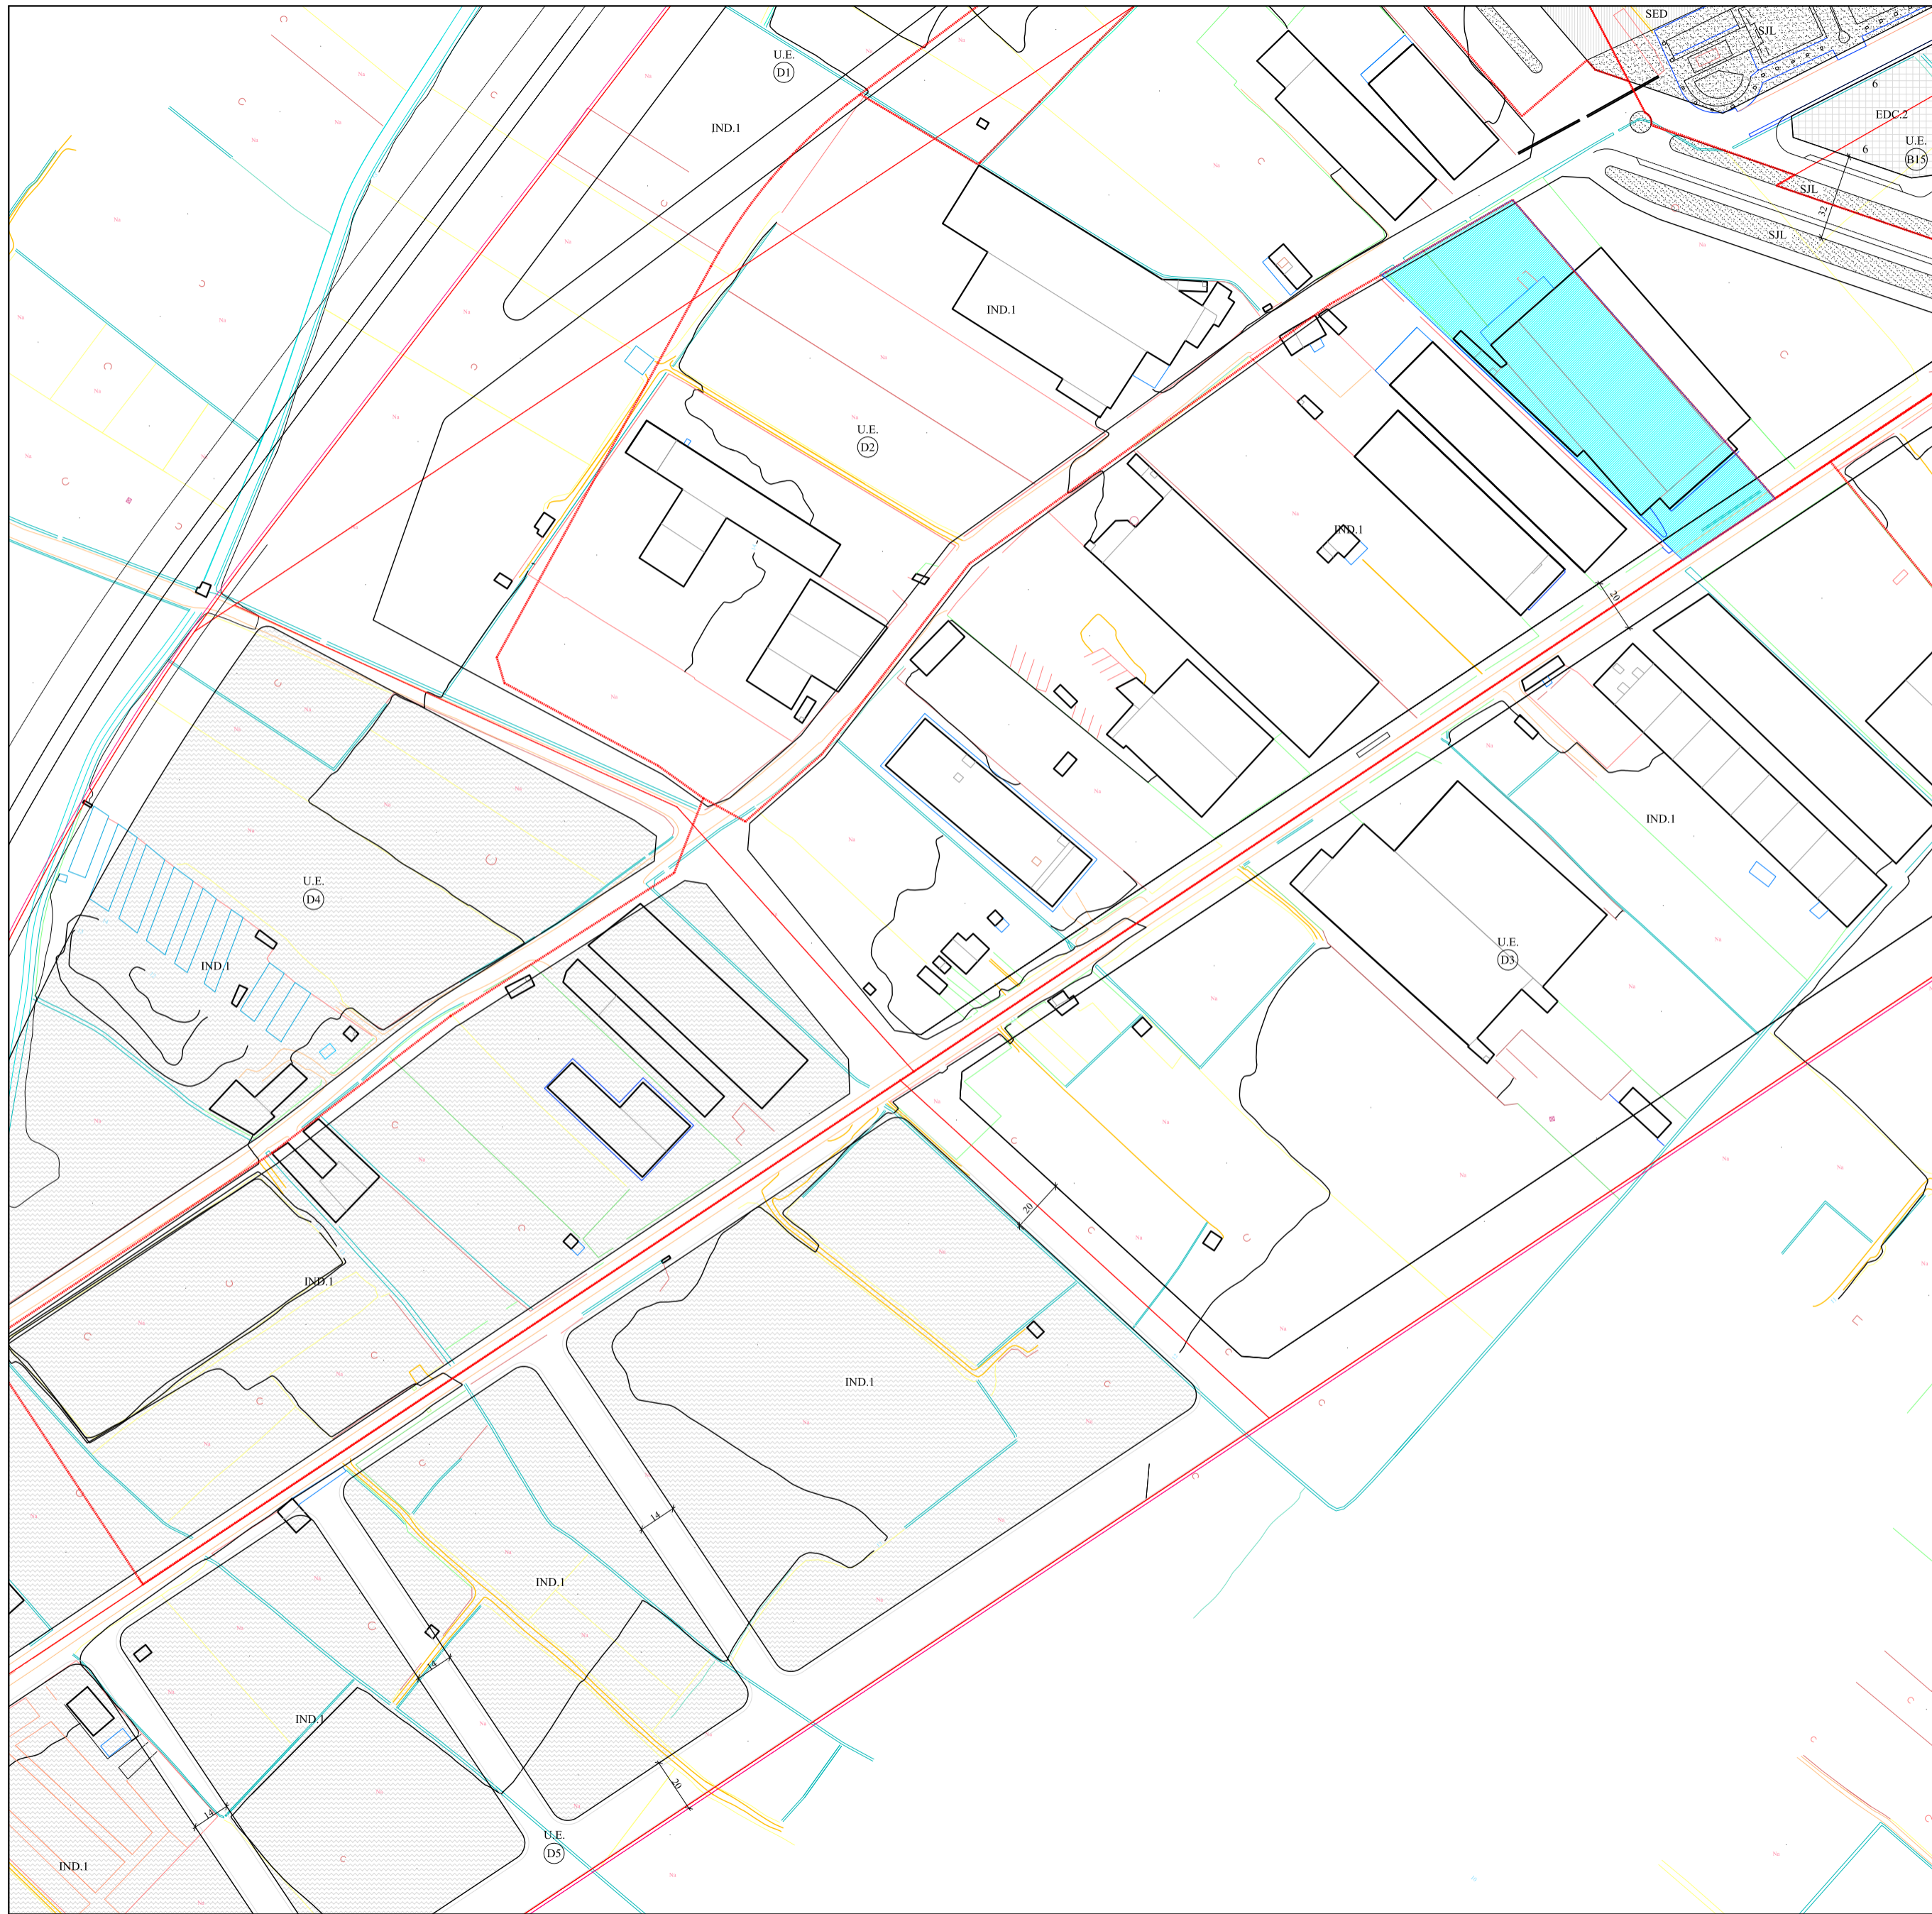 SED
SJL
U.E.
D1
6
EDC.2
IND.1
U.E.
6
B15
SJL
32
SJL
IND.1
U.E.
D2
IND.1
20
IND.1
U.E.
D4
U.E.
D3
IND.1
20
IND.1
IND.1
14
IND.1
14
IND.1
20
14
U.E.
D5
IND.1